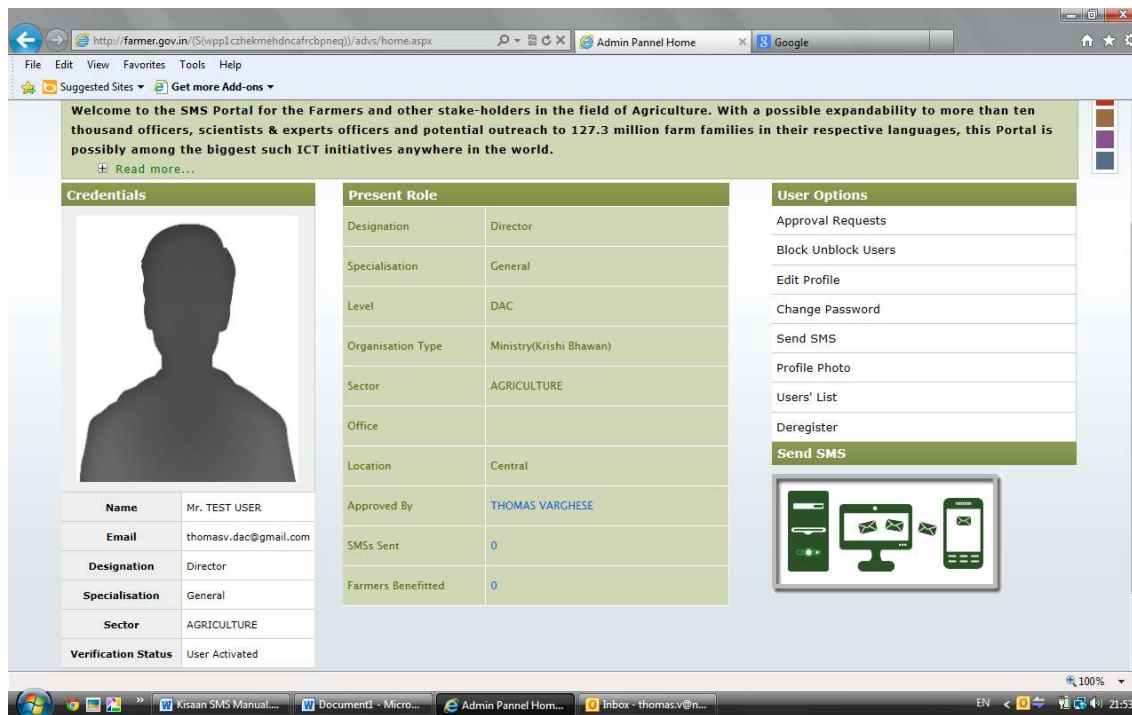 http://farmer.gov.in/(S(wpp1czhekmehdncafrcbpneq))/advs/home.aspx
Admin Pannel Home
Google
File Edit View Favorites Tools Help
Suggested Sites Get more Add-ons
Welcome to the SMS Portal for the Farmers and other stake-holders in the field of Agriculture. With a possible expandability to more than ten
thousand officers, scientists & experts officers and potential outreach to 127.3 million farm families in their respective languages, this Portal is
possibly among the biggest such ICT initiatives anywhere in the world.
Read more...
Credentials
Name Mr. TEST USER
Email thomasv.dac@gmail.com
Designation Director
Specialisation General
Sector AGRICULTURE
Verification Status User Activated
Present Role
Designation Director
Specialisation General
Level DAC
Organisation Type Ministry(Krishi Bhawan)
Sector AGRICULTURE
Office
Location Central
Approved By THOMAS VARGHESE
SMSs Sent 0
Farmers Benefitted 0
User Options
Approval Requests
Block Unblock Users
Edit Profile
Change Password
Send SMS
Profile Photo
Users' List
Deregister
Send SMS
100%
Kisaan SMS Manual.... Document1 - Micro... Admin Pannel Hom... Inbox - thomas.v@n... EN 21:53